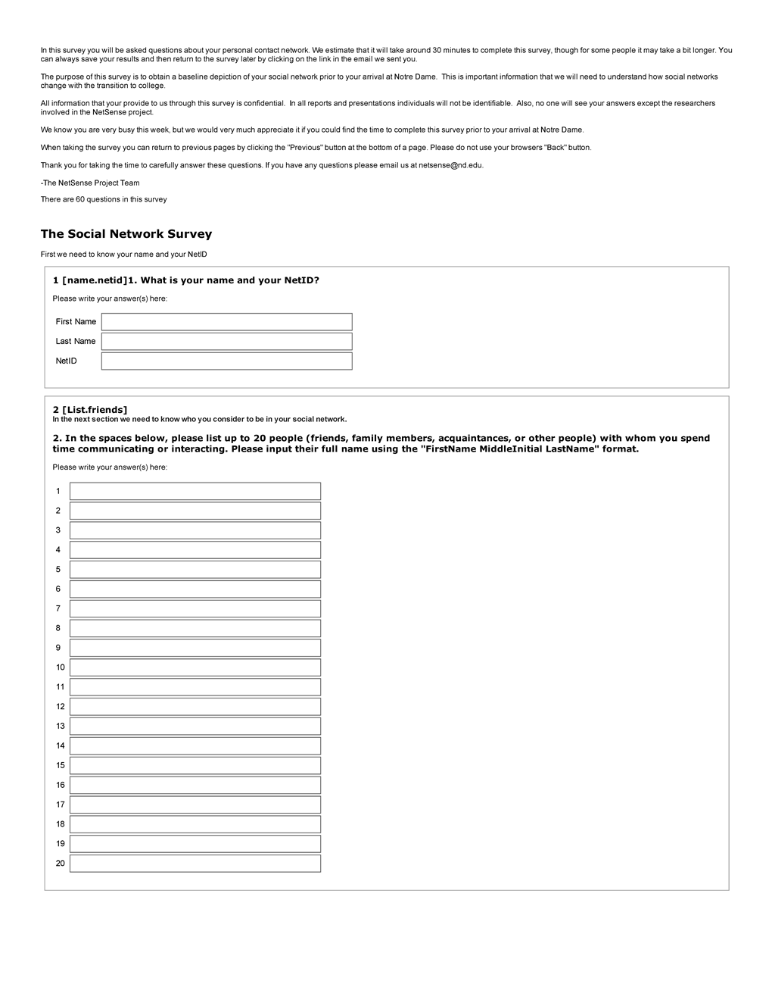 In this survey you will be asked questions about your personal contact network. We estimate that it will take around 30 minutes to complete this survey, though for some people it may take a bit longer. You
can always save your results and then return to the survey later by clicking on the link in the email we sent you.
The purpose of this survey is to obtain a baseline depiction of your social network prior to your arrival at Notre Dame. This is important information that we will need to understand how social networks
change with the transition to college.
All information that your provide to us through this survey is confidential. In all reports and presentations individuals will not be identifiable. Also, no one will see your answers except the researchers
involved in the NetSense project.
We know you are very busy this week, but we would very much appreciate it if you could find the time to complete this survey prior to your arrival at Notre Dame.
When taking the survey you can return to previous pages by clicking the "Previous" button at the bottom of a page. Please do not use your browsers "Back" button.
Thank you for taking the time to carefully answer these questions. If you have any questions please email us at netsense@nd.edu.
-The NetSense Project Team
There are 60 questions in this survey
The Social Network Survey
First we need to know your name and your NetID
1 [name.netid]1. What is your name and your NetID?
Please write your answer(s) here:
First Name
Last Name
NetID
2 [List.friends]
In the next section we need to know who you consider to be in your social network.
2. In the spaces below, please list up to 20 people (friends, family members, acquaintances, or other people) with whom you spend
time communicating or interacting. Please input their full name using the "FirstName MiddleInitial LastName" format.
Please write your answer(s) here:
1
2
3
4
5
6
7
8
9
10
11
12
13
14
15
16
17
18
19
20